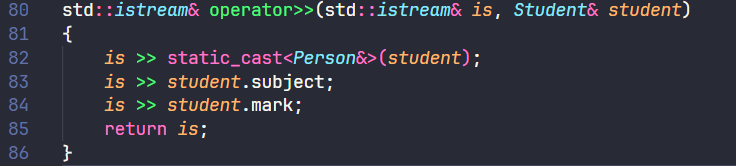 80 std::istream& operator>>(std::istream& is, Student& student)
81 {
82     is >> static_cast<Person&>(student);
83     is >> student.subject;
84     is >> student.mark;
85     return is;
86 }